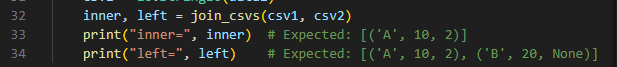 32 inner, left = join_csvs(csv1, csv2)
33 print("inner=", inner)  # Expected: [('A', 10, 2)]
34 print("left=", left)    # Expected: [('A', 10, 2), ('B', 20, None)]